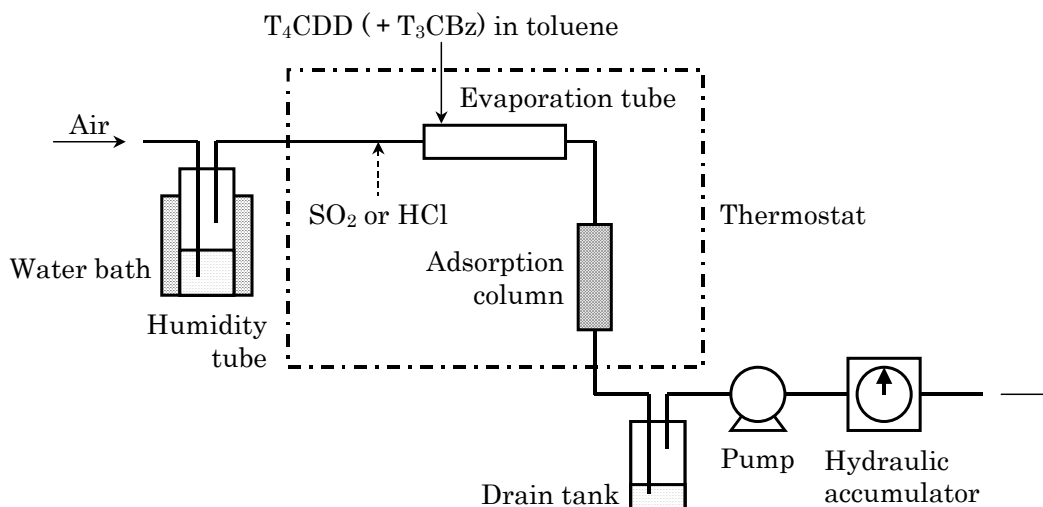 T₄CDD ( + T₃CBz) in toluene
Evaporation tube
Air
SO₂ or HCl
Thermostat
Adsorption
column
Water bath
Humidity
tube
Pump
Hydraulic
accumulator
Drain tank